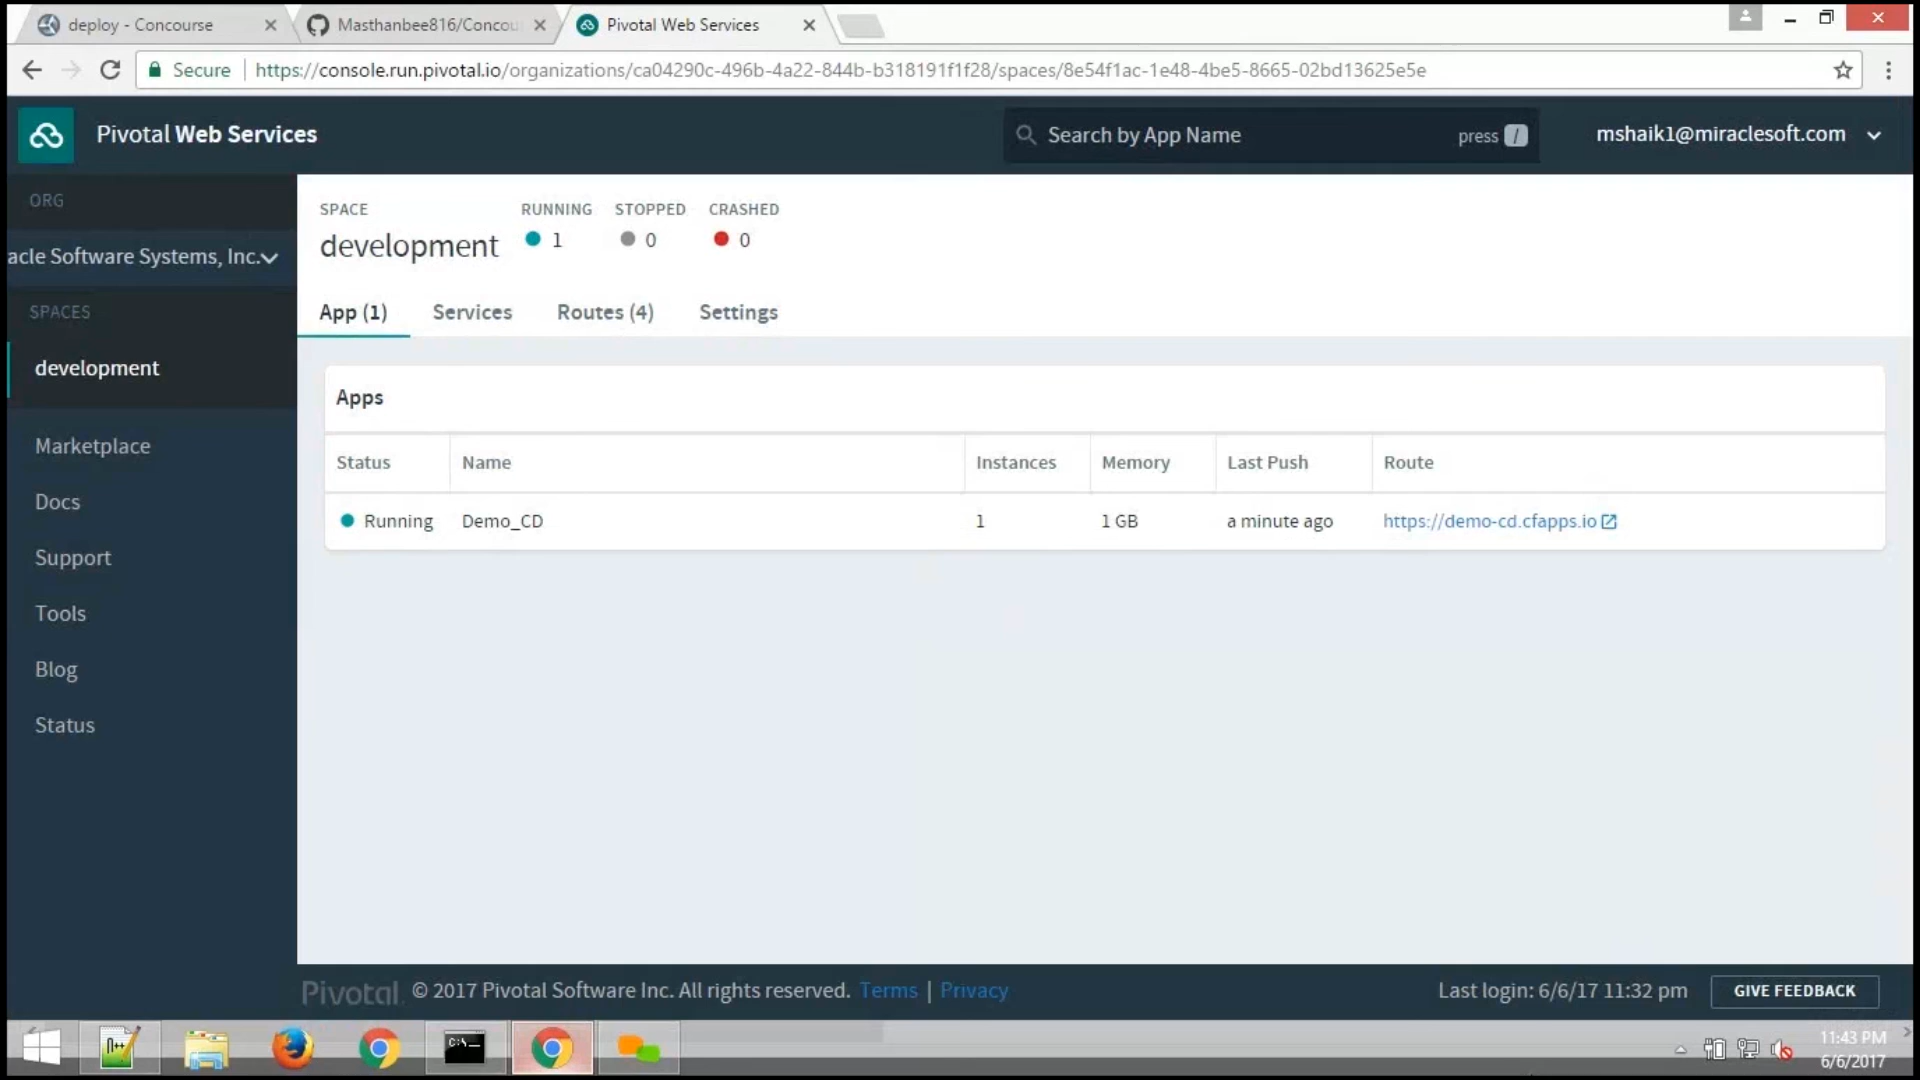 deploy - Concourse
Masthanbee816/Concou
Pivotal Web Services
Secure
https://console.run.pivotal.io/organizations/ca04290c-496b-4a22-844b-b318191f1f28/spaces/8e54f1ac-1e48-4be5-8665-02bd13625e5e
Pivotal Web Services
Search by App Name
press /
mshaik1@miraclesoft.com
ORG
acle Software Systems, Inc.
SPACES
development
Marketplace
Docs
Support
Tools
Blog
Status
SPACE
development
RUNNING
1
STOPPED
0
CRASHED
0
App (1)
Services
Routes (4)
Settings
Apps
Status Name Instances Memory Last Push Route
Running Demo_CD 1 1 GB a minute ago https://demo-cd.cfapps.io
Pivotal © 2017 Pivotal Software Inc. All rights reserved. Terms | Privacy
Last login: 6/6/17 11:32 pm
GIVE FEEDBACK
11:43 PM
6/6/2017